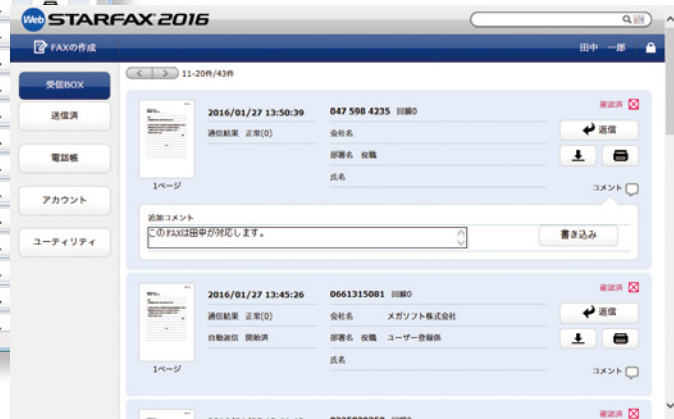 Web STARFAX 2016
FAXの作成
田中 一郎
受信BOX
送信済
電話帳
アカウント
ユーティリティ
11-20件/43件
2016/01/27 13:50:39
047 598 4235 回線0
確認済
通信結果 正常(0)
会社名
返信
部署名 役職
氏名
1ページ
コメント
追加コメント
このFAXは田中が対応します。
書き込み
2016/01/27 13:45:26
0661315081 回線0
確認済
通信結果 正常(0)
会社名 メガソフト株式会社
返信
自動返信 開始済
部署名 役職 ユーザー登録係
氏名
1ページ
コメント
確認済